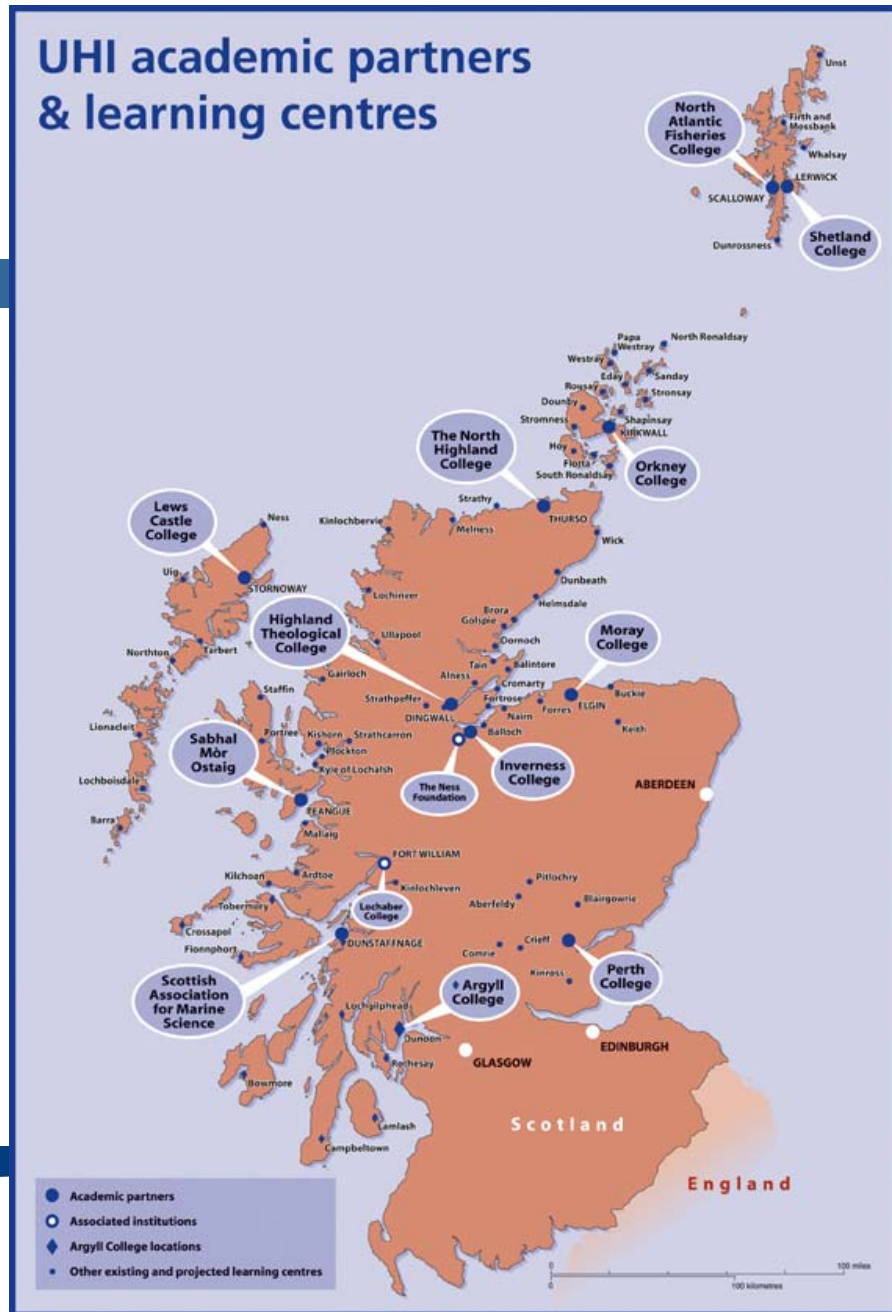 UHI academic partners
& learning centres
Unst
North
Atlantic
Fisheries
College
Firth and
Mossbank
Whalsay
LERWICK
SCALLOWAY
Shetland
College
Dunrossness
Papa
Westray
North Ronaldsay
Westray
Eday
Sanday
Rousay
Stronsay
Dounby
Shapinsay
Stromness
KIRKWALL
The North
Highland
College
Hoy
Flotta
South Ronaldsay
Orkney
College
Strathy
Lews
Castle
College
Ness
Kinlochbervie
Melness
THURSO
Wick
Uig
STORNOWAY
Dunbeath
Lochinver
Helmsdale
Highland
Theological
College
Brora
Golspie
Ullapool
Dornoch
Moray
College
Tarbert
Northton
Tain
Balintore
Gairloch
Alness
Cromarty
Staffin
Strathpeffer
Fortrose
Buckie
DINGWALL
Nairn
Forres
ELGIN
Lionacleit
Portree
Kishorn
Strathcarron
Balloch
Keith
Sabhal
Mòr
Ostaig
Plockton
Kyle of Lochalsh
Inverness
College
Lochboisdale
The Ness
Foundation
ABERDEEN
TEANGUE
Barra
Mallaig
FORT WILLIAM
Kilchoan
Ardtoe
Kinlochleven
Pitlochry
Tobermory
Aberfeldy
Blairgowrie
Lochaber
College
Crossapol
Fionnphort
DUNSTAFFNAGE
Crieff
Comrie
Scottish
Association
for Marine
Science
Kinross
Perth
College
Argyll
College
Lochgilphead
Dunoon
EDINBURGH
Rothesay
GLASGOW
Bowmore
Lamlash
Scotland
Campbeltown
England
Academic partners
Associated institutions
Argyll College locations
Other existing and projected learning centres
0 100 miles
0 100 kilometres